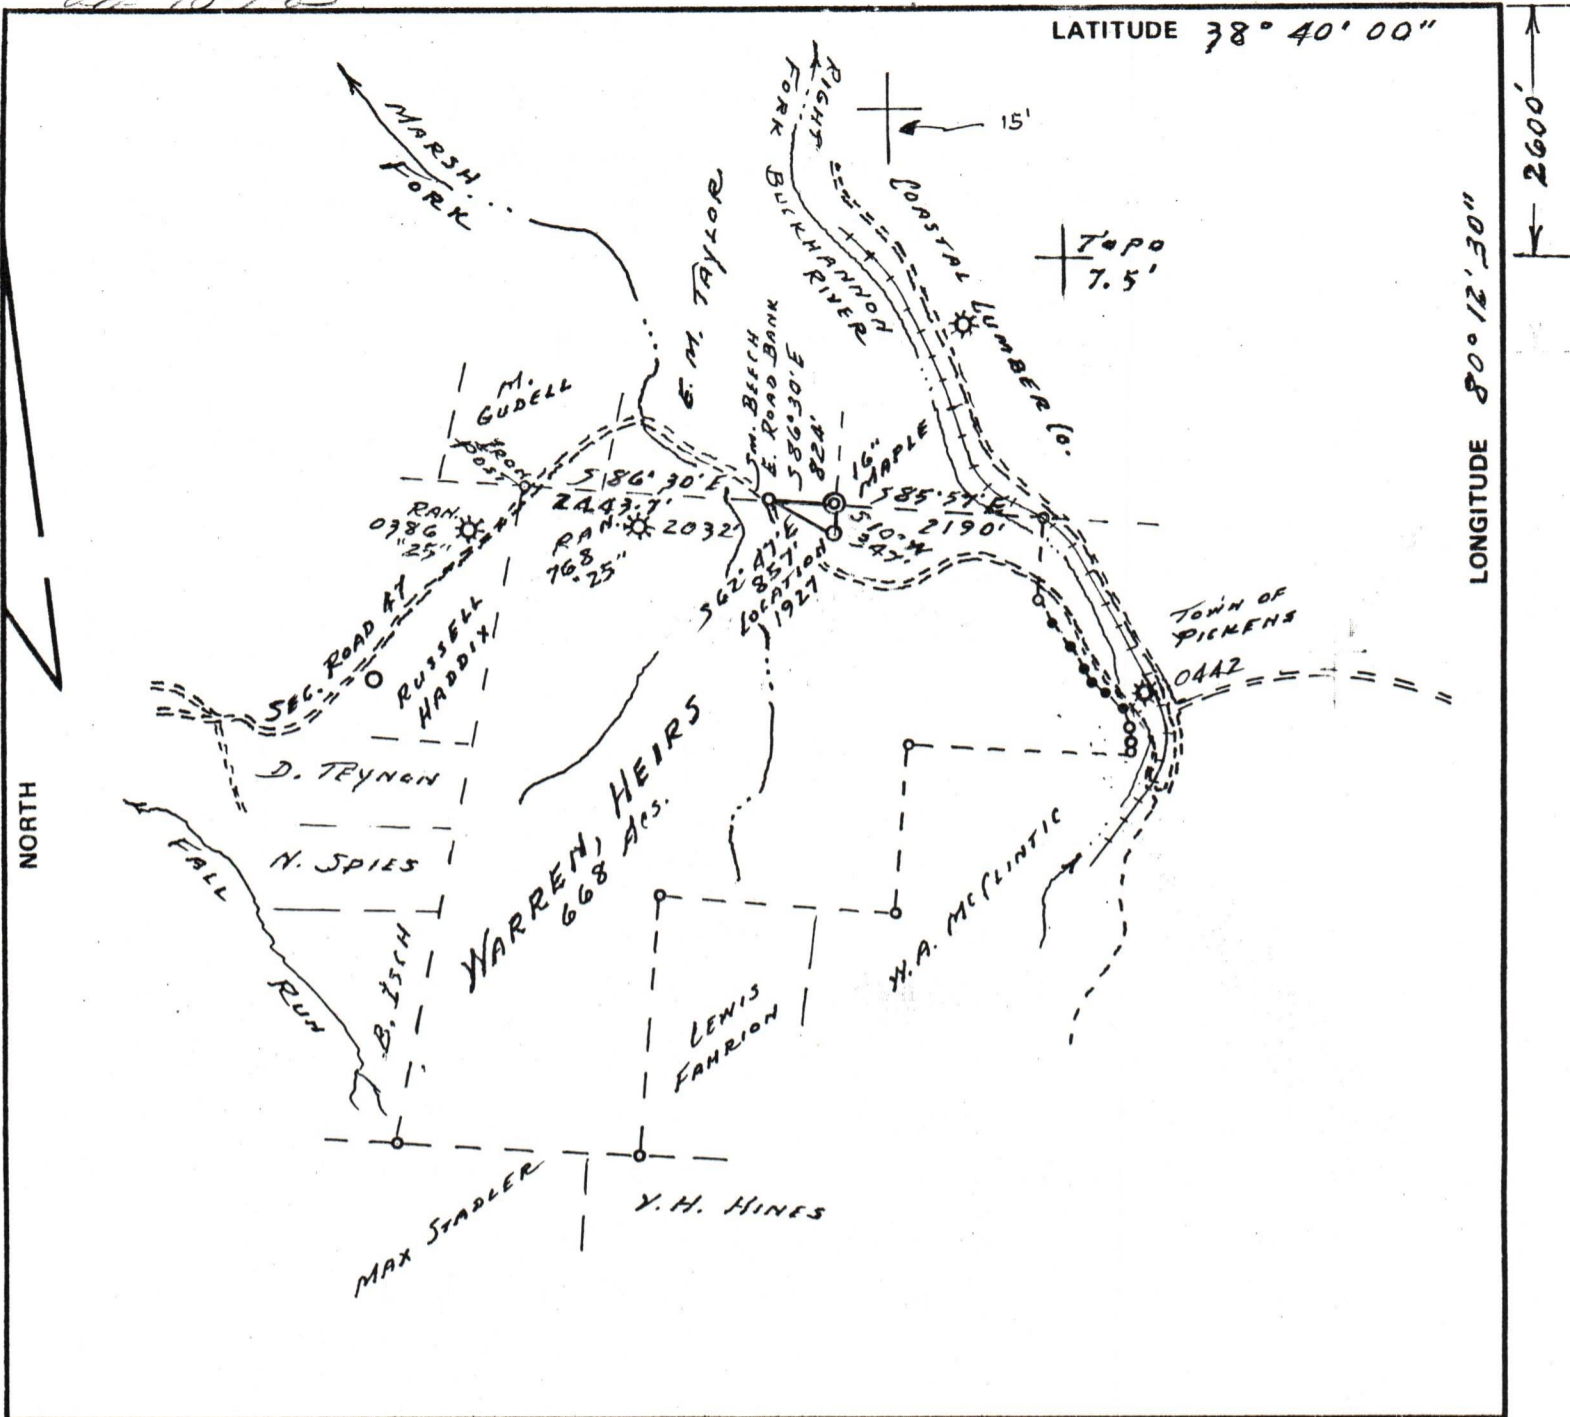 LATITUDE 38° 40' 00"
2600'
LONGITUDE 80° 12' 30"
NORTH
MARSH
FORK
RIGHT
FORK
BUCKHANNON
RIVER
15'
COASTAL LUMBER Co.
TOPO
7.5'
E. M. TAYLOR
M.
GUDELL
IRON
POST
SM. BEECH
E. ROAD BANK
S 86° 30' E
824'
16"
MAPLE
S 86° 30' E
2443.7'
S 85° 57' E
2190'
RAN.
0386
"25"
RAN.
768
"25"
2032
S 10° W
S 62° 47' E
857'
LOCATION
1927
SEC. ROAD 47
RUSSELL
HADDIX
TOWN OF
PICKENS
0442
D. TEYNON
N. SPIES
FALL
RUN
B. ISCH
WARREN, HEIRS
668 Acs.
W. A. McCLINTIC
LEWIS
FAHRION
MAX STADLER
Y. H. HINES